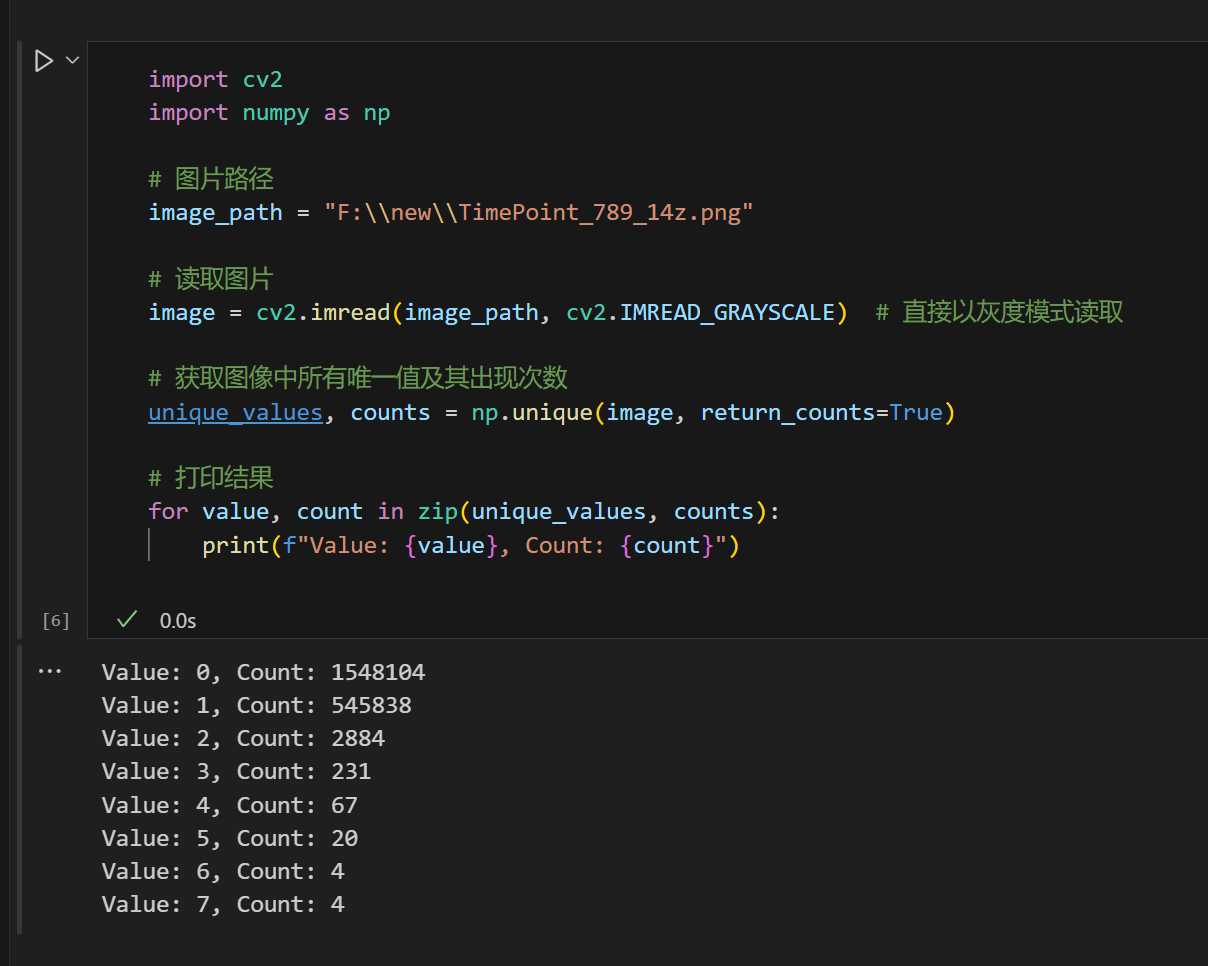 import cv2
import numpy as np
# 图片路径
image_path = "F:\\new\\TimePoint_789_14z.png"
# 读取图片
image = cv2.imread(image_path, cv2.IMREAD_GRAYSCALE)  # 直接以灰度模式读取
# 获取图像中所有唯一值及其出现次数
unique_values, counts = np.unique(image, return_counts=True)
# 打印结果
for value, count in zip(unique_values, counts):
    print(f"Value: {value}, Count: {count}")
[6] 0.0s
Value: 0, Count: 1548104
Value: 1, Count: 545838
Value: 2, Count: 2884
Value: 3, Count: 231
Value: 4, Count: 67
Value: 5, Count: 20
Value: 6, Count: 4
Value: 7, Count: 4